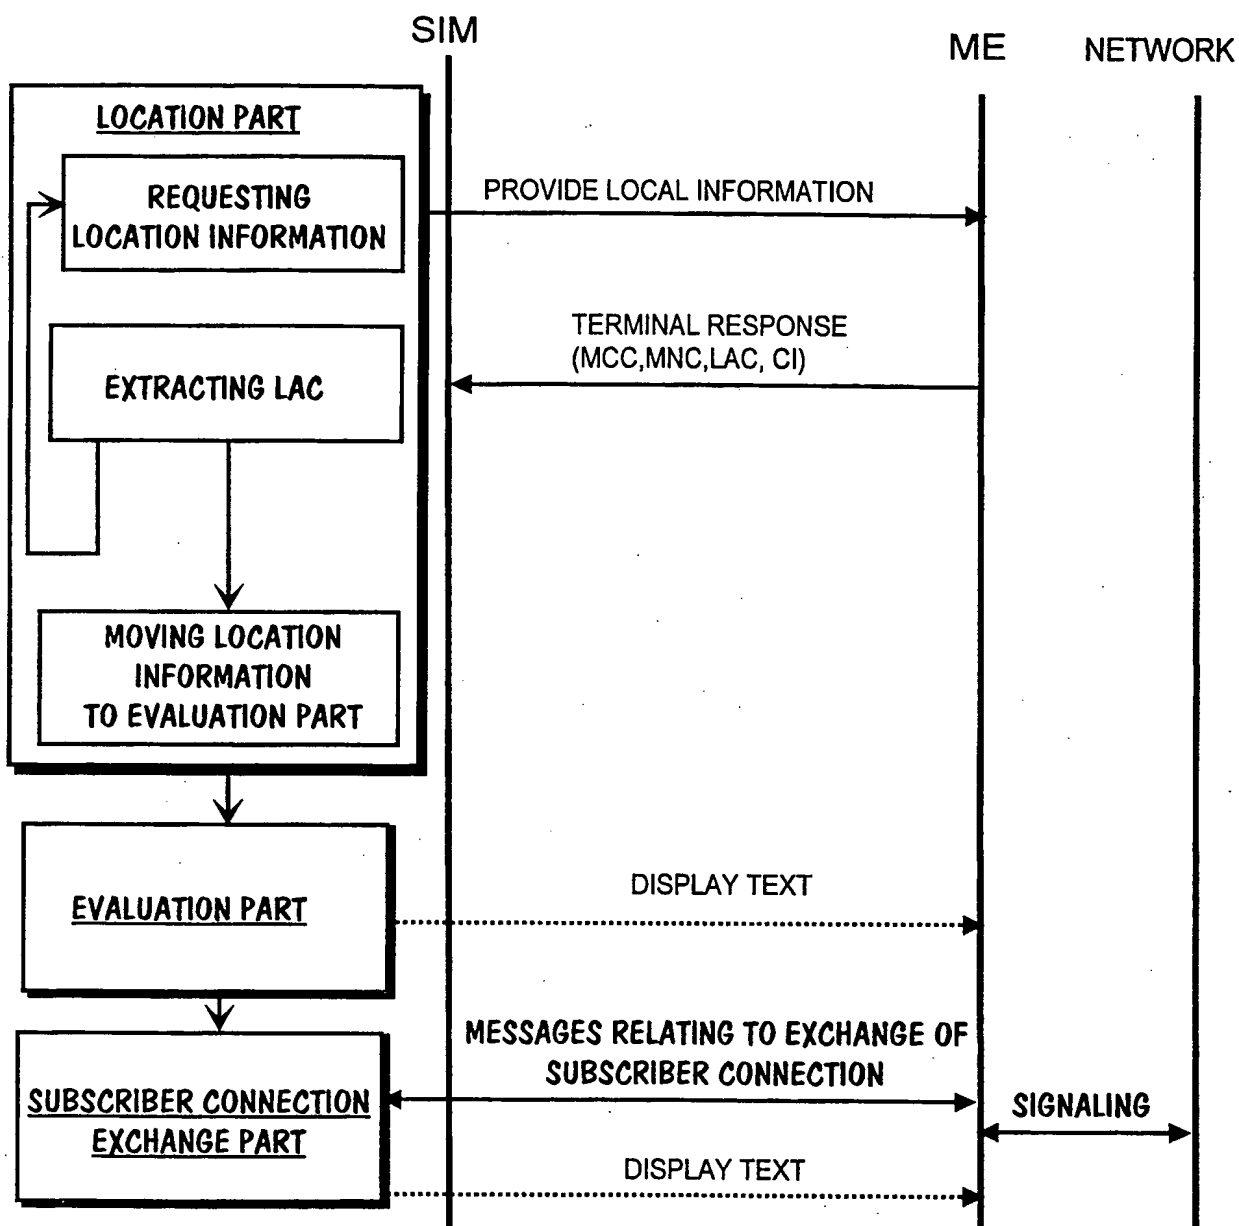 SIM
ME
NETWORK
LOCATION PART
REQUESTING
LOCATION INFORMATION
PROVIDE LOCAL INFORMATION
TERMINAL RESPONSE
(MCC,MNC,LAC, CI)
EXTRACTING LAC
MOVING LOCATION
INFORMATION
TO EVALUATION PART
EVALUATION PART
DISPLAY TEXT
MESSAGES RELATING TO EXCHANGE OF
SUBSCRIBER CONNECTION
SUBSCRIBER CONNECTION
EXCHANGE PART
SIGNALING
DISPLAY TEXT